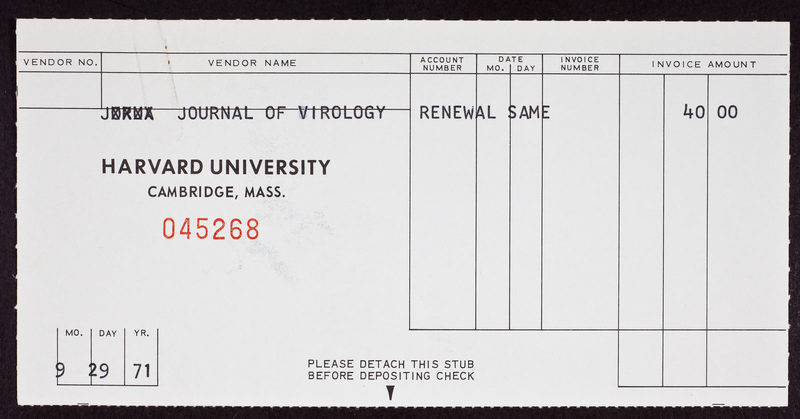 VENDOR NO. VENDOR NAME ACCOUNT NUMBER DATE MO. DAY INVOICE NUMBER INVOICE AMOUNT
JOURNAL OF VIROLOGY RENEWAL SAME 40 00
HARVARD UNIVERSITY
CAMBRIDGE, MASS.
045268
MO. DAY YR.
9 29 71
PLEASE DETACH THIS STUB
BEFORE DEPOSITING CHECK